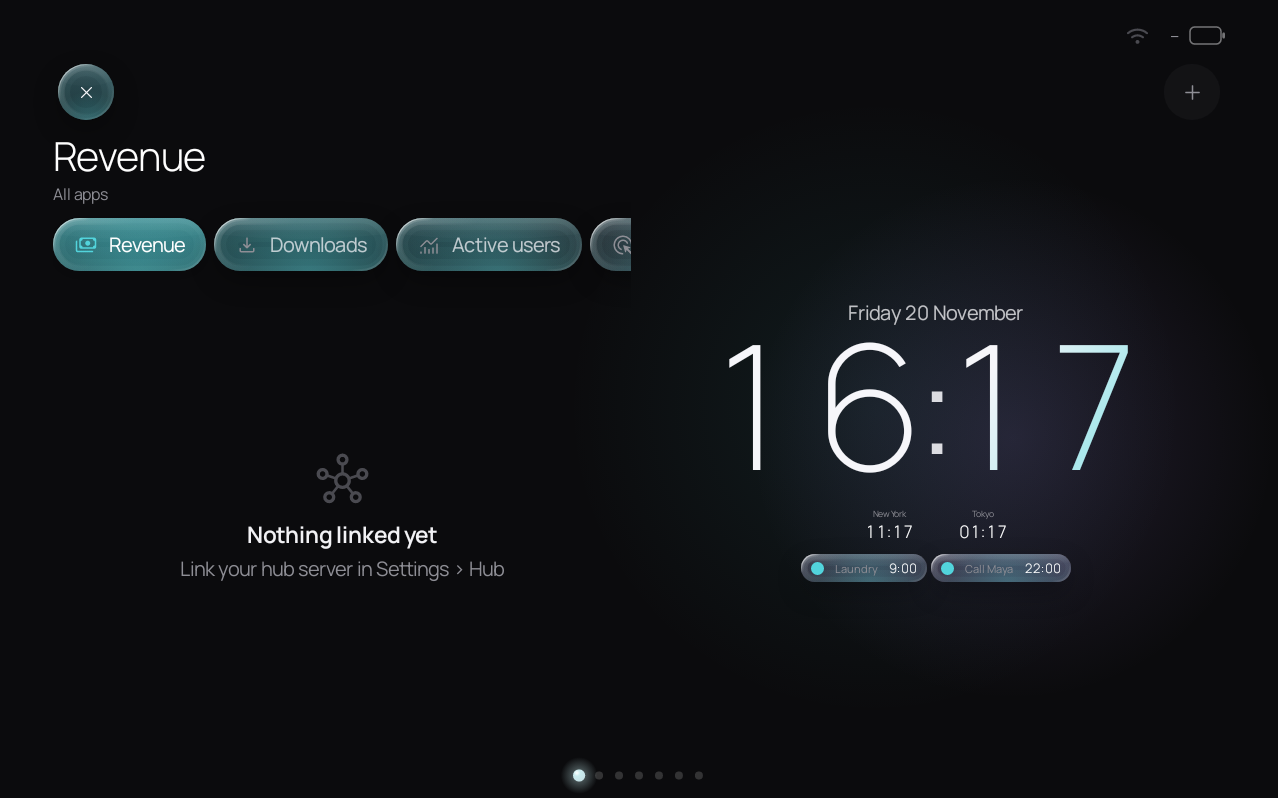 Revenue
All apps
Revenue
Downloads
Active users
Nothing linked yet
Link your hub server in Settings > Hub
–
Friday 20 November
16:17
New York
Tokyo
11:17
01:17
Laundry 9:00
Call Maya 22:00